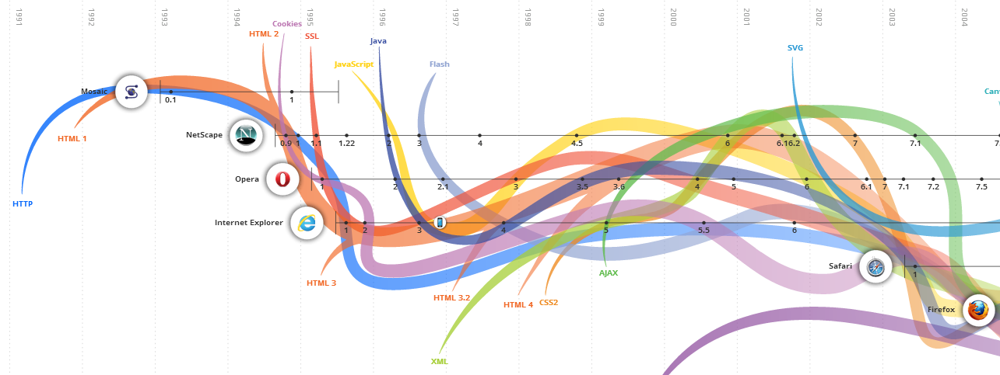 1991
1992
1993
1994
1995
1996
1997
1998
1999
2000
2001
2002
2003
2004
Cookies
HTML 2
SSL
Java
JavaScript
Flash
SVG
Mosaic
0.1
1
HTML 1
NetScape
0.9
1
1.1
1.22
2
3
4
4.5
6
6.1
6.2
7
7.1
Opera
1
2
2.1
3
3.5
3.6
4
5
6
6.1
7
7.1
7.2
7.5
HTTP
Internet Explorer
1
2
3
4
5
5.5
6
Safari
1
AJAX
HTML 3
HTML 3.2
HTML 4
CSS2
Firefox
XML